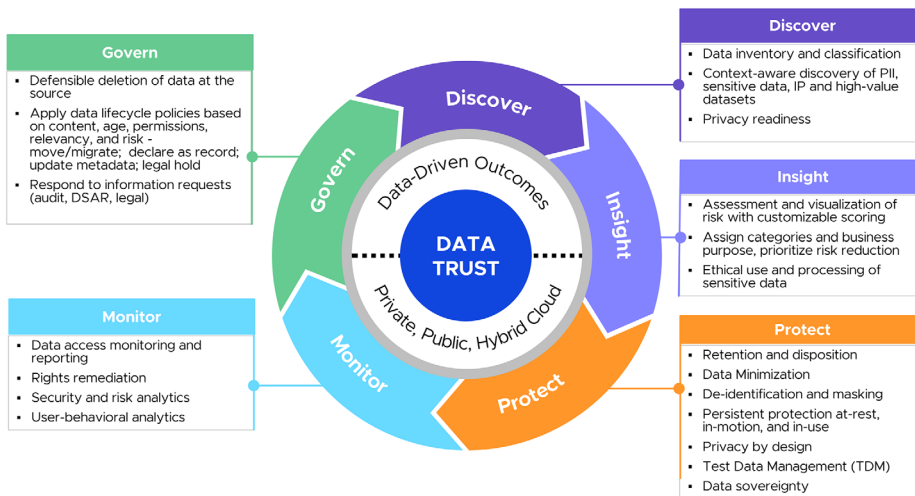 Govern
▪ Defensible deletion of data at the
source
▪ Apply data lifecycle policies based
on content, age, permissions,
relevancy, and risk -
move/migrate;  declare as record;
update metadata; legal hold
▪ Respond to information requests
(audit, DSAR, legal)
Monitor
▪ Data access monitoring and
reporting
▪ Rights remediation
▪ Security and risk analytics
▪ User-behavioral analytics
Discover
Insight
Protect
Monitor
Govern
Data-Driven Outcomes
DATA
TRUST
Private, Public, Hybrid Cloud
Discover
▪ Data inventory and classification
▪ Context-aware discovery of PII,
sensitive data, IP and high-value
datasets
▪ Privacy readiness
Insight
▪ Assessment and visualization of
risk with customizable scoring
▪ Assign categories and business
purpose, prioritize risk reduction
▪ Ethical use and processing of
sensitive data
Protect
▪ Retention and disposition
▪ Data Minimization
▪ De-identification and masking
▪ Persistent protection at-rest,
in-motion, and in-use
▪ Privacy by design
▪ Test Data Management (TDM)
▪ Data sovereignty